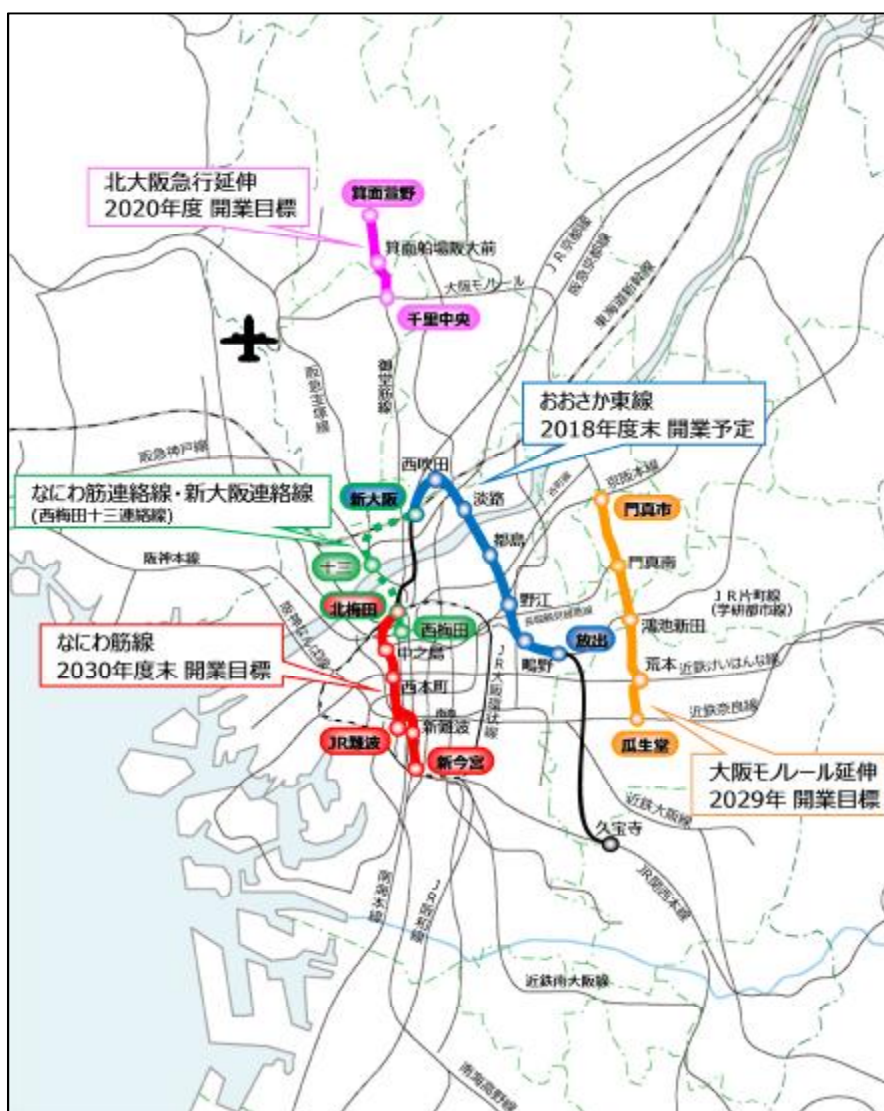 北大阪急行延伸
2020年度 開業目標
箕面萱野
箕面船場阪大前
大阪モノレール
千里中央
JR京都線
阪急京都線
東海道新幹線
御堂筋線
阪急宝塚線
阪急神戸線
おおさか東線
2018年度末 開業予定
西吹田
なにわ筋連絡線・新大阪連絡線
(西梅田十三連絡線)
新大阪
淡路
京阪本線
門真市
阪神本線
十三
都島
門真南
北梅田
野江
JR片町線
(学研都市線)
西梅田
鴻池新田
阪神なんば線
なにわ筋線
2030年度末 開業目標
中之島
鴫野
放出
荒本
近鉄けいはんな線
JR大阪環状線
西本町
近鉄奈良線
JR難波
新難波
瓜生堂
新今宮
大阪モノレール延伸
2029年 開業目標
近鉄大阪線
久宝寺
JR関西本線
南海本線
JR阪和線
近鉄南大阪線
南海高野線